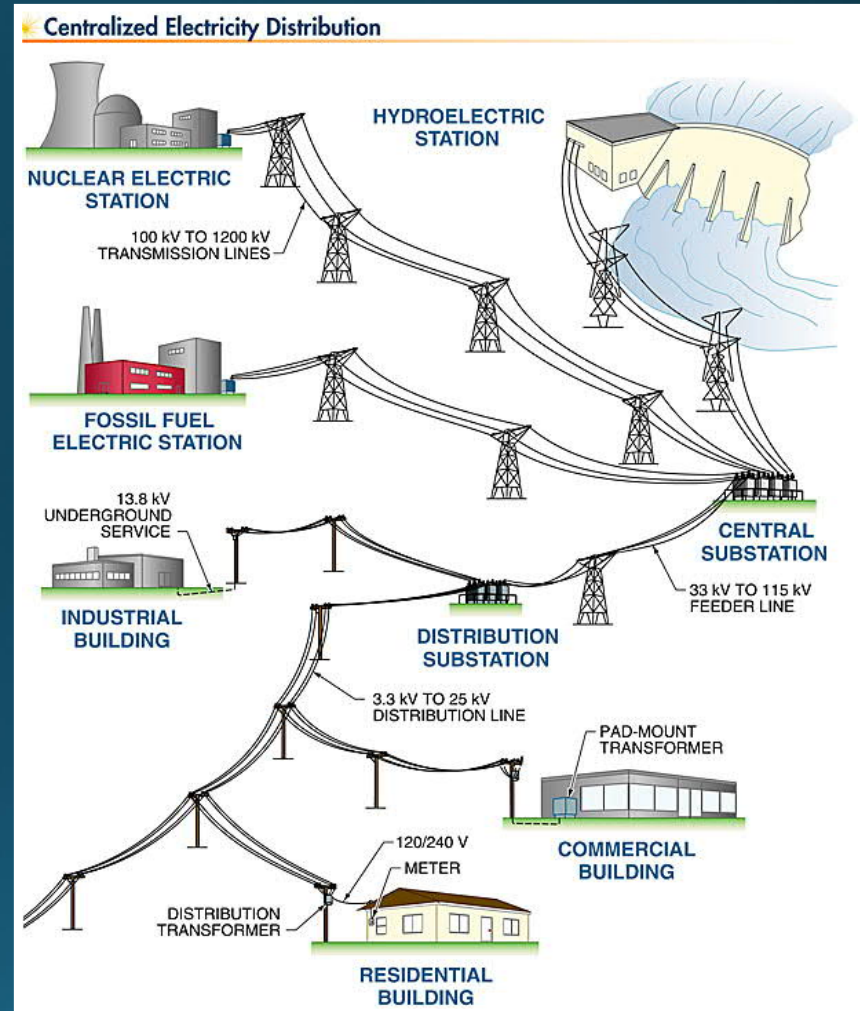 Centralized Electricity Distribution
NUCLEAR ELECTRIC
STATION
HYDROELECTRIC
STATION
100 kV TO 1200 kV
TRANSMISSION LINES
FOSSIL FUEL
ELECTRIC STATION
13.8 kV
UNDERGROUND
SERVICE
INDUSTRIAL
BUILDING
CENTRAL
SUBSTATION
33 kV TO 115 kV
FEEDER LINE
DISTRIBUTION
SUBSTATION
3.3 kV TO 25 kV
DISTRIBUTION LINE
PAD-MOUNT
TRANSFORMER
COMMERCIAL
BUILDING
120/240 V
METER
DISTRIBUTION
TRANSFORMER
RESIDENTIAL
BUILDING